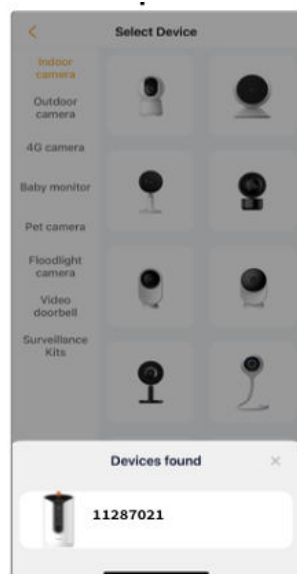 Select Device
Indoor
camera
Outdoor
camera
4G camera
Baby monitor
Pet camera
Floodlight
camera
Video
doorbell
Surveillance
Kits
Devices found
11287021